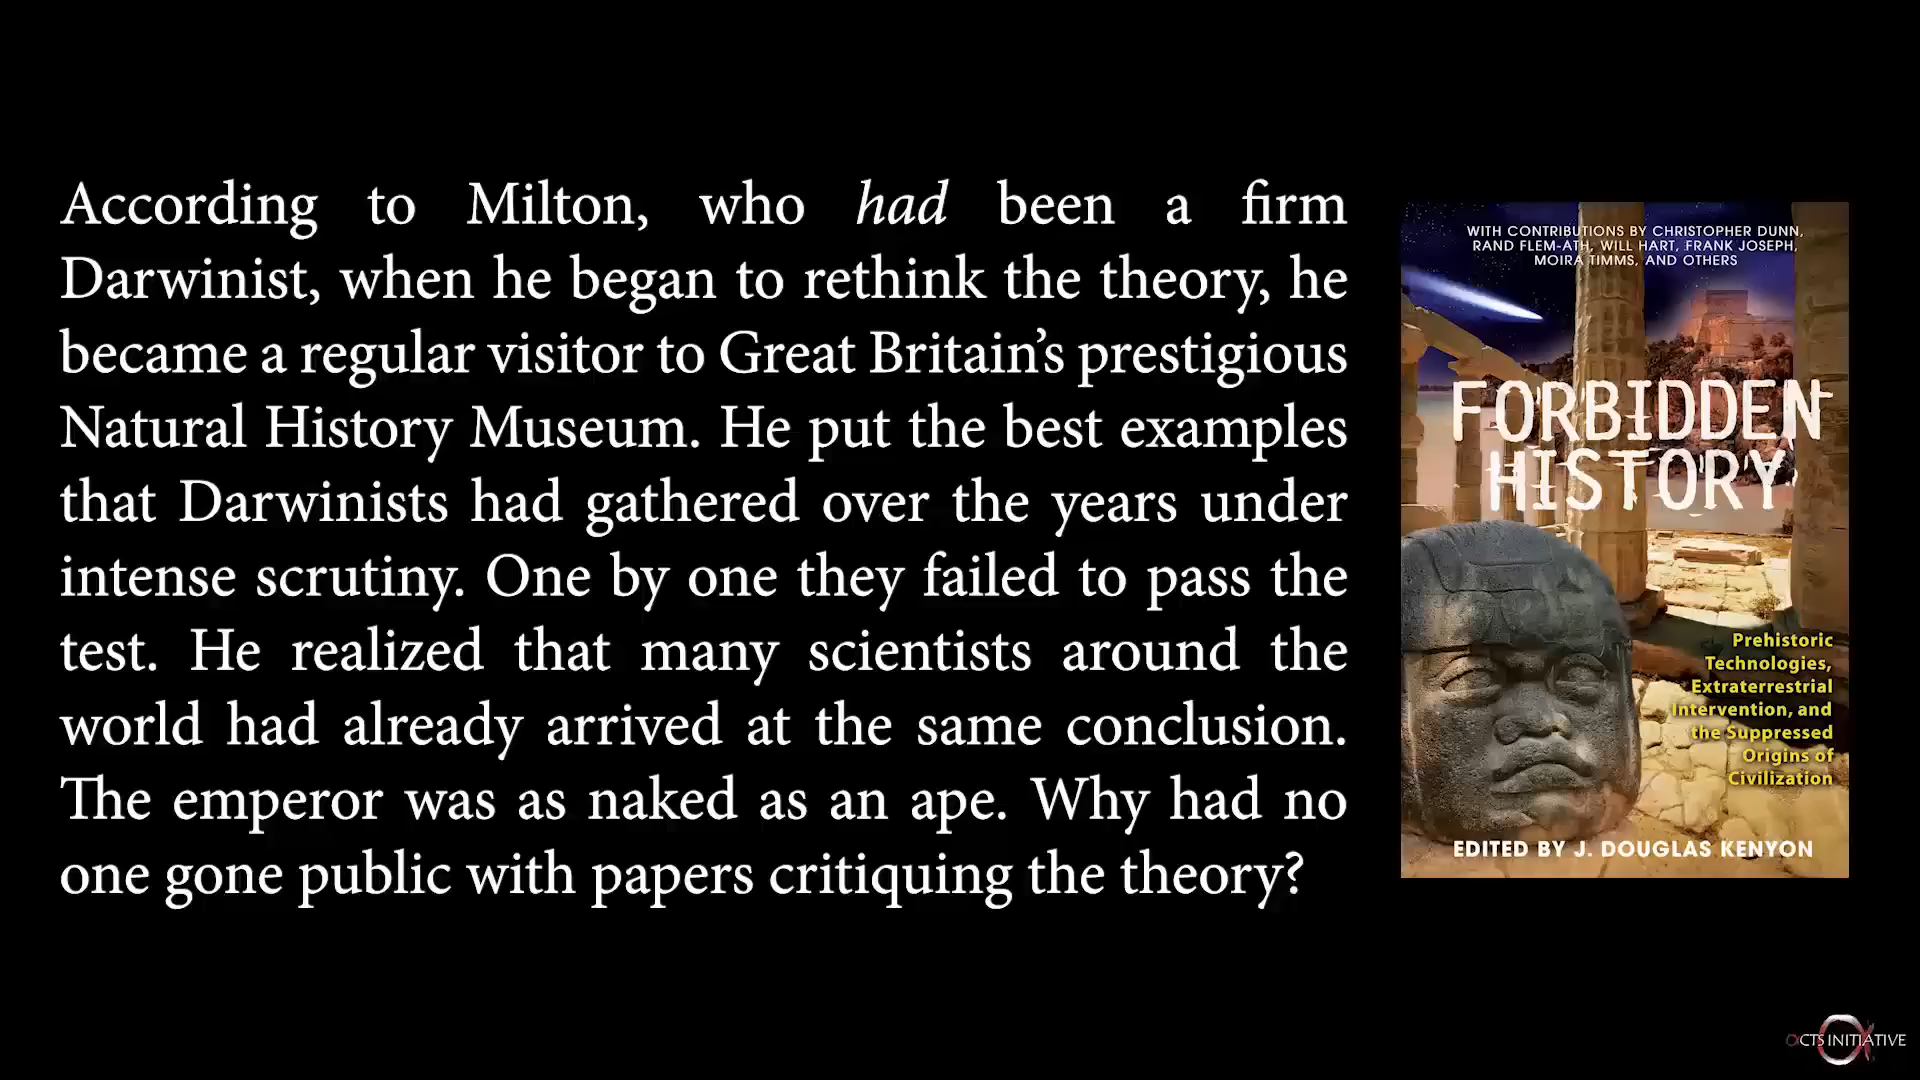 According to Milton, who had been a firm
Darwinist, when he began to rethink the theory, he
became a regular visitor to Great Britain’s prestigious
Natural History Museum. He put the best examples
that Darwinists had gathered over the years under
intense scrutiny. One by one they failed to pass the
test. He realized that many scientists around the
world had already arrived at the same conclusion.
The emperor was as naked as an ape. Why had no
one gone public with papers critiquing the theory?
WITH CONTRIBUTIONS BY CHRISTOPHER DUNN,
RAND FLEM-ATH, WILL HART, FRANK JOSEPH,
MOIRA TIMMS, AND OTHERS
FORBIDDEN
HISTORY
Prehistoric
Technologies,
Extraterrestrial
Intervention, and
the Suppressed
Origins of
Civilization
EDITED BY J. DOUGLAS KENYON
OCTS INITIATIVE